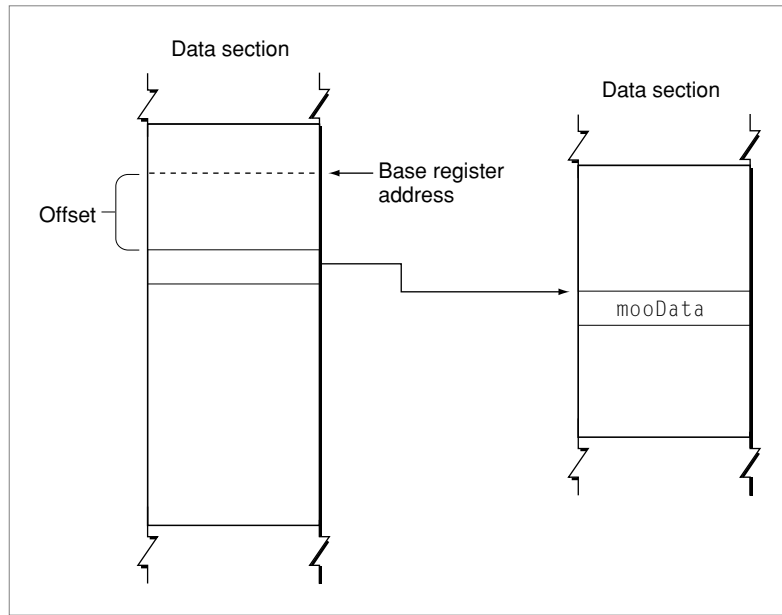 Data section
Data section
Base register
address
Offset
mooData